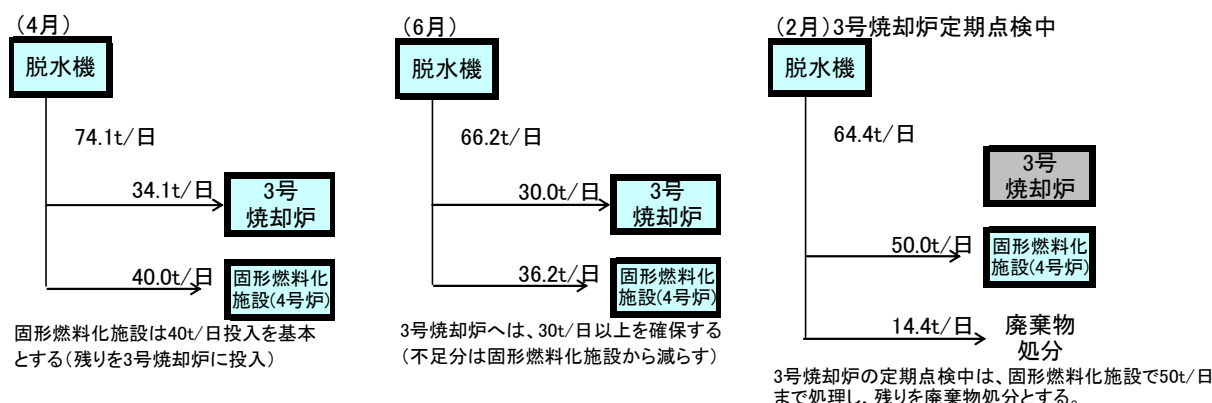 (4月)
脱水機
74.1t/日
34.1t/日
3号
焼却炉
40.0t/日
固形燃料化
施設(4号炉)
固形燃料化施設は40t/日投入を基本
とする(残りを3号焼却炉に投入)
(6月)
脱水機
66.2t/日
30.0t/日
3号
焼却炉
36.2t/日
固形燃料化
施設(4号炉)
3号焼却炉へは、30t/日以上を確保する
(不足分は固形燃料化施設から減らす)
(2月)3号焼却炉定期点検中
脱水機
64.4t/日
3号
焼却炉
50.0t/日
固形燃料化
施設(4号炉)
14.4t/日
廃棄物
処分
3号焼却炉の定期点検中は、固形燃料化施設で50t/日
まで処理し、残りを廃棄物処分とする。